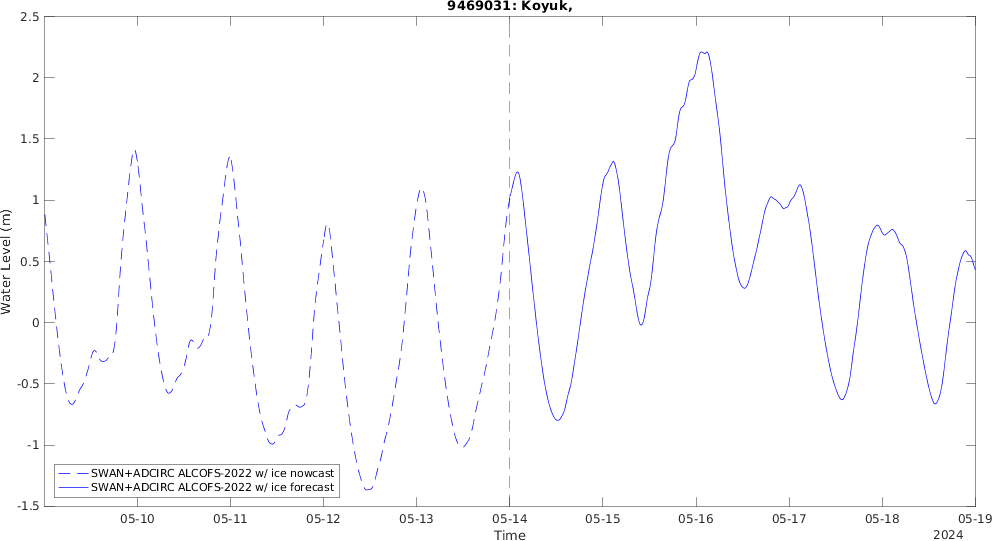 9469031: Koyuk,
2.5
2
1.5
1
0.5
0
-0.5
-1
-1.5
Water Level (m)
SWAN+ADCIRC ALCOFS-2022 w/ ice nowcast
SWAN+ADCIRC ALCOFS-2022 w/ ice forecast
05-10 05-11 05-12 05-13 05-14 05-15 05-16 05-17 05-18 05-19
Time
2024